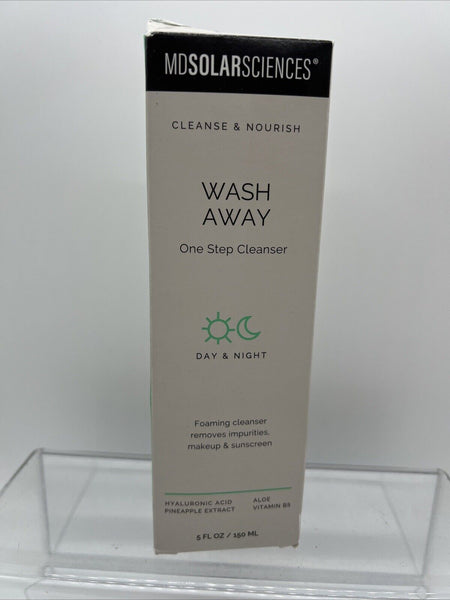 MDSOLARSCIENCES®
CLEANSE & NOURISH
WASH
AWAY
One Step Cleanser
DAY & NIGHT
Foaming cleanser
removes impurities,
makeup & sunscreen
HYALURONIC ACID
PINEAPPLE EXTRACT
ALOE
VITAMIN B5
5 FL OZ / 150 ML